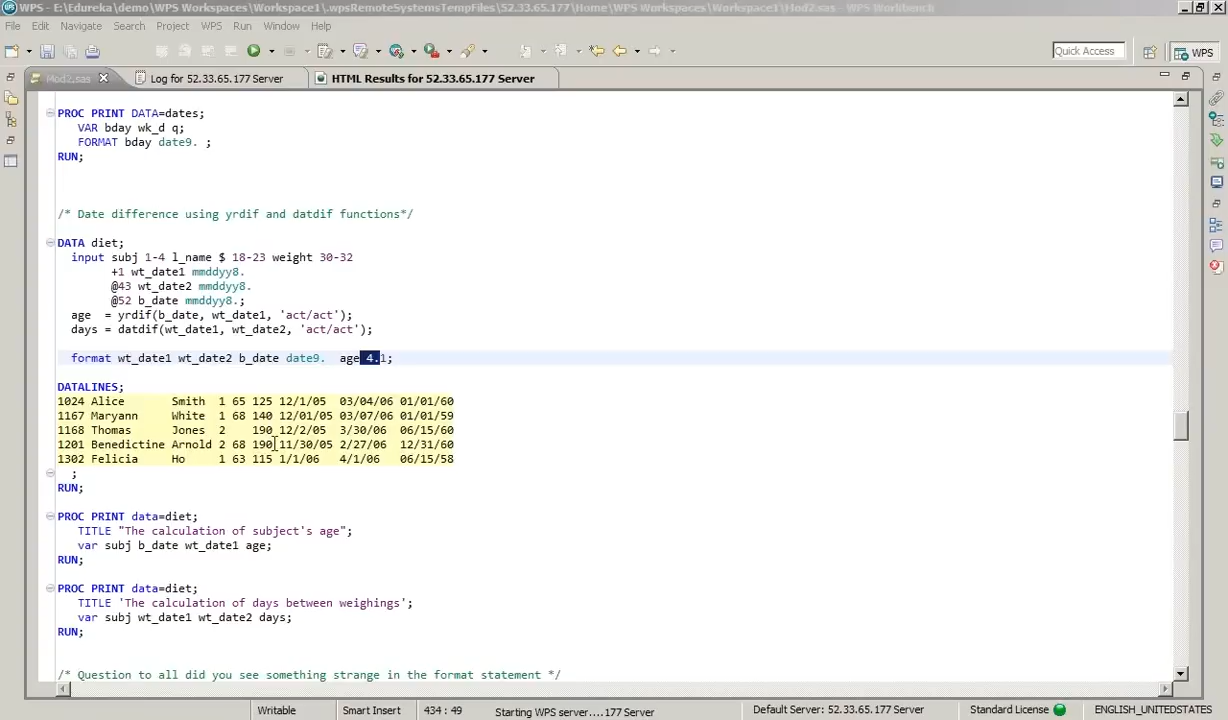 WPS - E:\Edureka\demo\Workspaces\Workspace1\.wpsRemoteSystemsTempFiles\52.33.65.177\Home\WPS Workspaces\Workspace1\Mod2.sas - WPS Workbench
File Edit Navigate Search Project WPS Run Window Help
Quick Access
WPS
Mod2.sas
Log for 52.33.65.177 Server
HTML Results for 52.33.65.177 Server
PROC PRINT DATA=dates;
VAR bday wk_d q;
FORMAT bday date9. ;
RUN;
/* Date difference using yrdif and datdif functions*/
DATA diet;
input subj 1-4 l_name $ 18-23 weight 30-32
+1 wt_date1 mmddyy8.
@43 wt_date2 mmddyy8.
@52 b_date mmddyy8.;
age = yrdif(b_date, wt_date1, 'act/act');
days = datdif(wt_date1, wt_date2, 'act/act');
format wt_date1 wt_date2 b_date date9. age 4.1;
DATALINES;
1024 Alice Smith 1 65 125 12/1/05 03/04/06 01/01/60
1167 Maryann White 1 68 140 12/01/05 03/07/06 01/01/59
1168 Thomas Jones 2 190 12/2/05 3/30/06 06/15/60
1201 Benedictine Arnold 2 68 190 11/30/05 2/27/06 12/31/60
1302 Felicia Ho 1 63 115 1/1/06 4/1/06 06/15/58
;
RUN;
PROC PRINT data=diet;
TITLE "The calculation of subject's age";
var subj b_date wt_date1 age;
RUN;
PROC PRINT data=diet;
TITLE 'The calculation of days between weighings';
var subj wt_date1 wt_date2 days;
RUN;
/* Question to all did you see something strange in the format statement */
Writable
Smart Insert
434 : 49
Starting WPS server....177 Server
Default Server: 52.33.65.177 Server
Standard License
ENGLISH_UNITEDSTATES